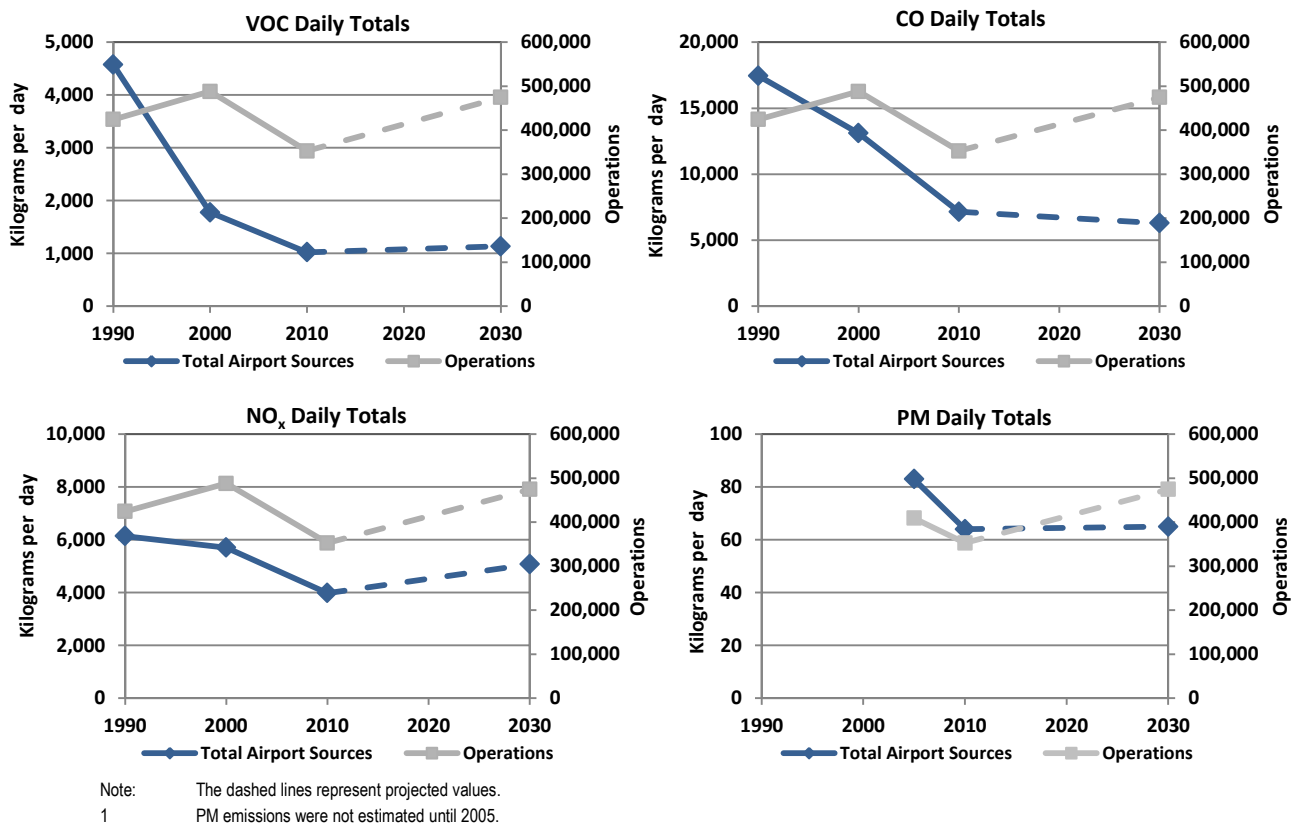 VOC Daily Totals
5,000
4,000
3,000
2,000
1,000
0
Kilograms per day
600,000
500,000
400,000
300,000
200,000
100,000
0
Operations
1990 2000 2010 2020 2030
Total Airport Sources Operations
CO Daily Totals
20,000
15,000
10,000
5,000
0
Kilograms per day
600,000
500,000
400,000
300,000
200,000
100,000
0
Operations
1990 2000 2010 2020 2030
Total Airport Sources Operations
NOx Daily Totals
10,000
8,000
6,000
4,000
2,000
0
Kilograms per day
600,000
500,000
400,000
300,000
200,000
100,000
0
Operations
1990 2000 2010 2020 2030
Total Airport Sources Operations
PM Daily Totals
100
80
60
40
20
0
Kilograms per day
600,000
500,000
400,000
300,000
200,000
100,000
0
Operations
1990 2000 2010 2020 2030
Total Airport Sources Operations
Note: The dashed lines represent projected values.
1 PM emissions were not estimated until 2005.